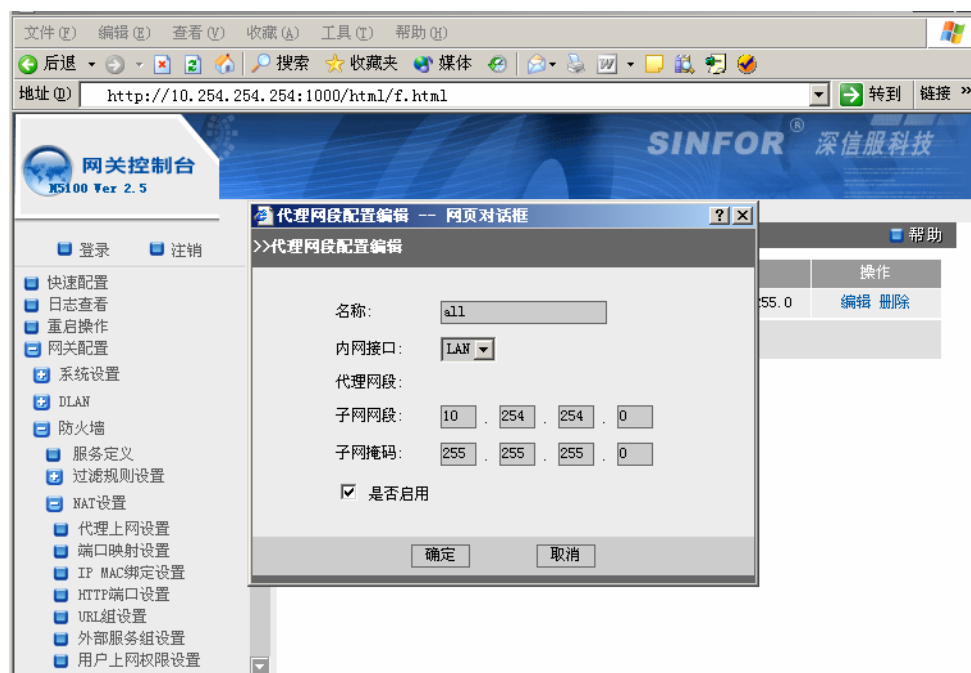 文件(F) 编辑(E) 查看(V) 收藏(A) 工具(T) 帮助(H)
后退 搜索 收藏夹 媒体
地址(D) http://10.254.254.254:1000/html/f.html 转到 链接 »
SINFOR ® 深信服科技
网关控制台
M5100 Ver 2.5
代理网段配置编辑 -- 网页对话框
>>代理网段配置编辑
帮助
登录 注销
操作
255.0 编辑 删除
名称: all
内网接口: LAN
代理网段:
子网网段: 10 . 254 . 254 . 0
子网掩码: 255 . 255 . 255 . 0
是否启用
确定 取消
快速配置
日志查看
重启操作
网关配置
系统设置
DLAN
防火墙
服务定义
过滤规则设置
NAT设置
代理上网设置
端口映射设置
IP MAC绑定设置
HTTP端口设置
URL组设置
外部服务组设置
用户上网权限设置